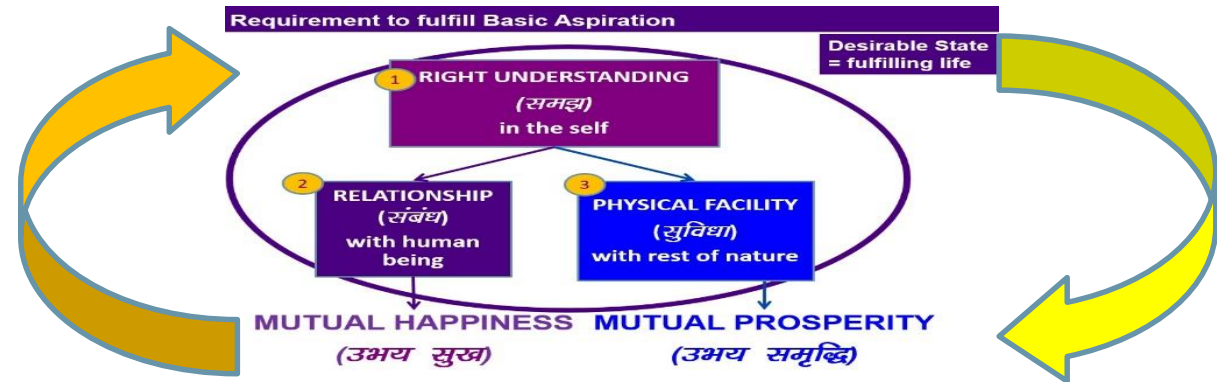 Requirement to fulfill Basic Aspiration
Desirable State
= fulfilling life
1
RIGHT UNDERSTANDING
(समझ)
in the self
2
RELATIONSHIP
(संबंध)
with human
being
3
PHYSICAL FACILITY
(सुविधा)
with rest of nature
MUTUAL HAPPINESS
(उभय सुख)
MUTUAL PROSPERITY
(उभय समृद्धि)